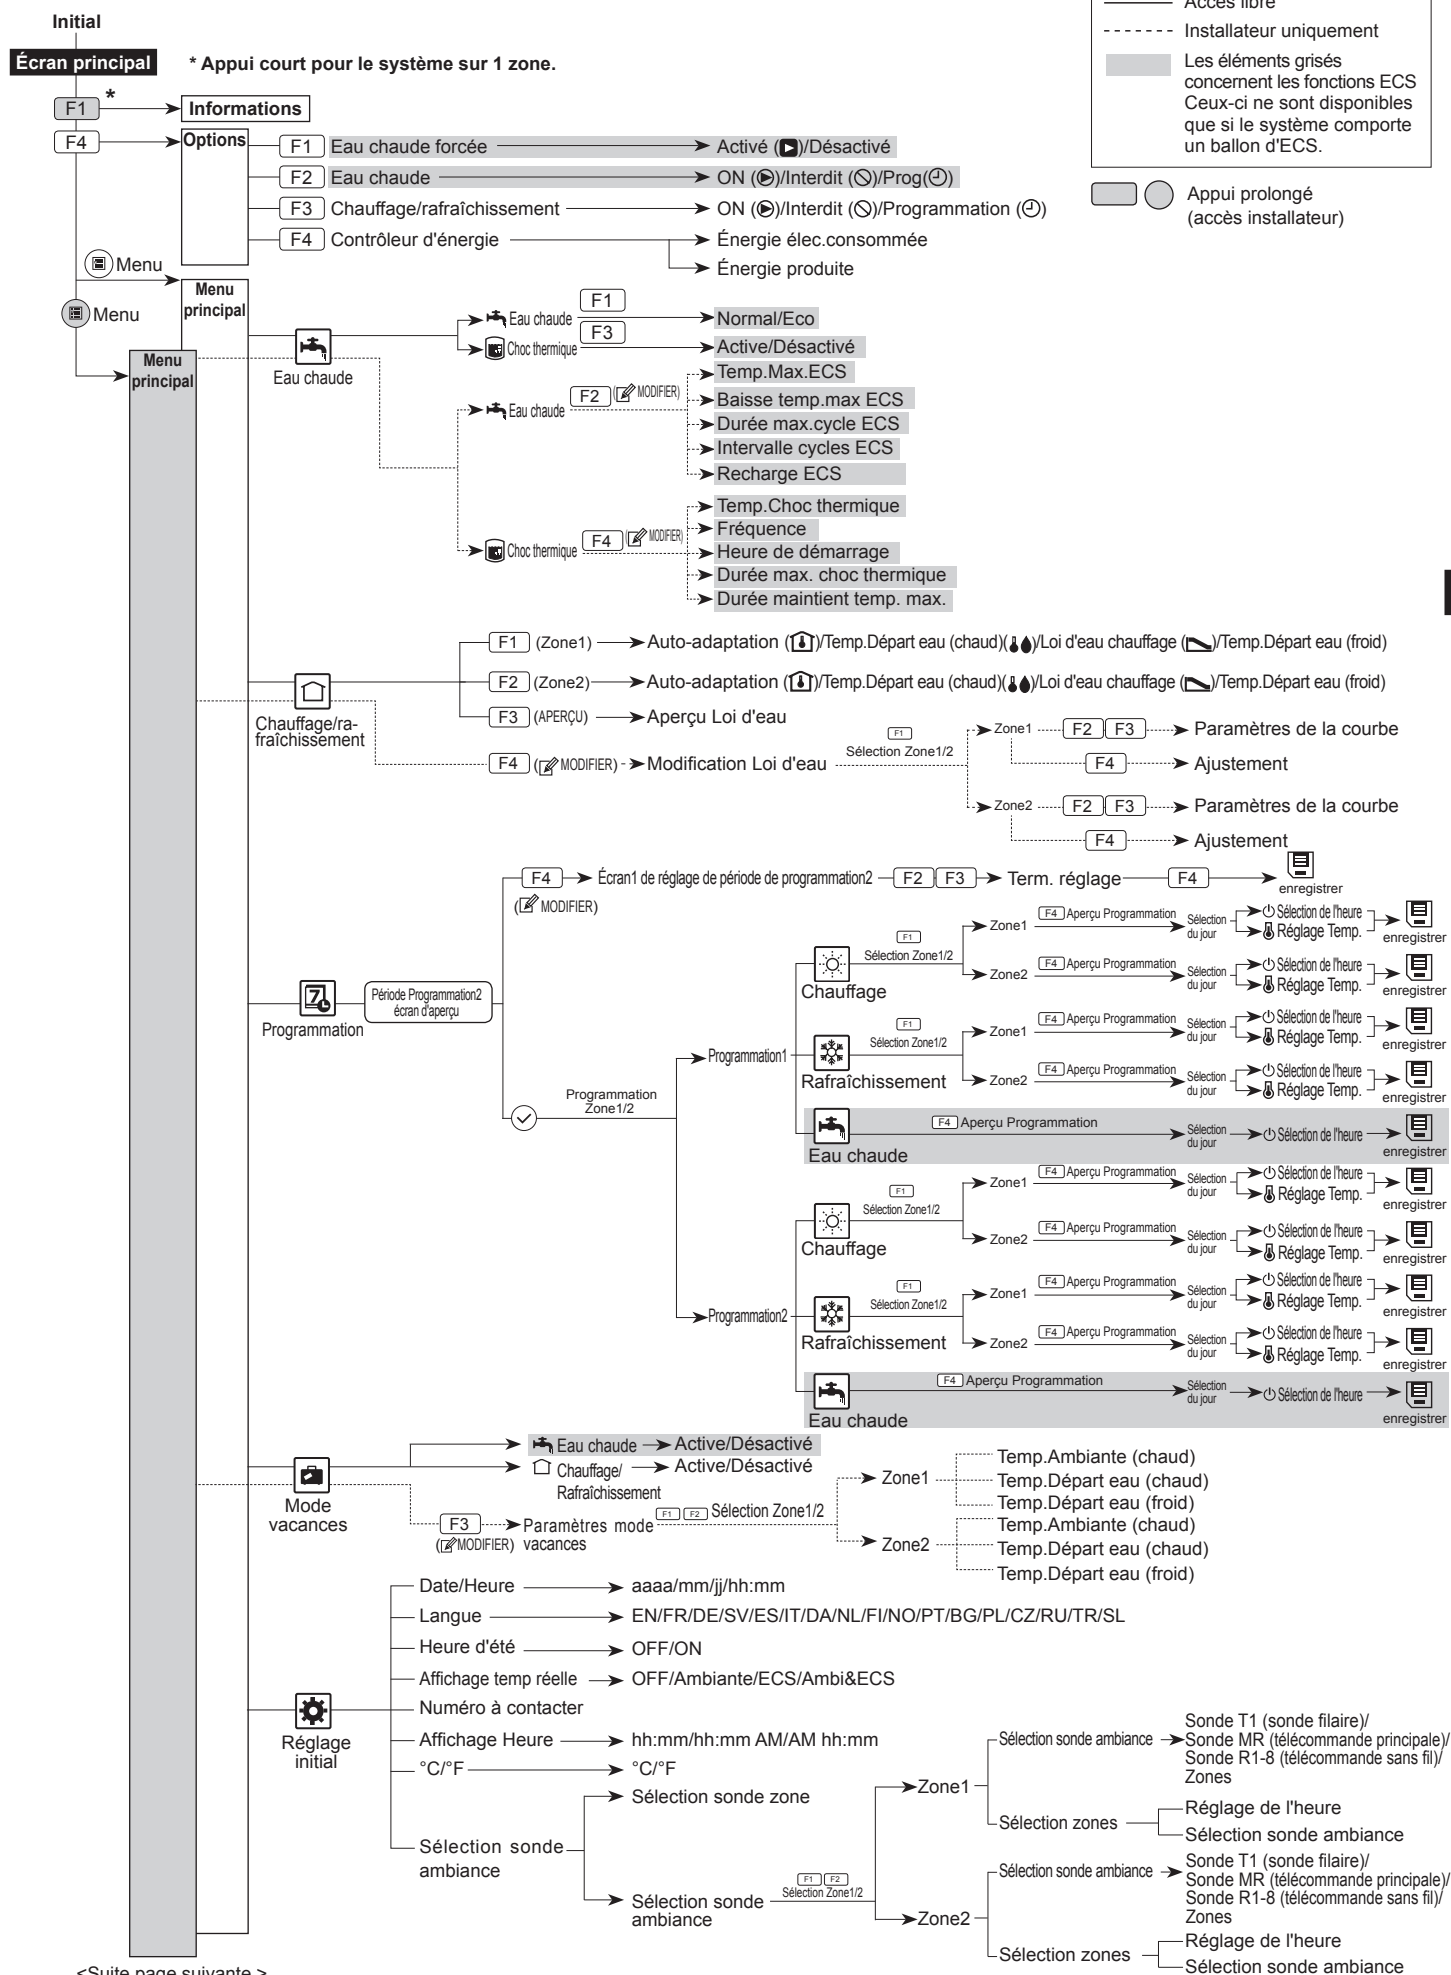 Initial
Accès libre
Écran principal
* Appui court pour le système sur 1 zone.
Installateur uniquement
Les éléments grisés
concernent les fonctions ECS
Ceux-ci ne sont disponibles
que si le système comporte
un ballon d'ECS.
Appui prolongé
(accès installateur)
F1 * Informations
F4 Options
F1 Eau chaude forcée Activé ()/Désactivé
F2 Eau chaude ON ()/Interdit ()/Prog()
F3 Chauffage/rafraîchissement ON ()/Interdit ()/Programmation ()
F4 Contrôleur d'énergie Énergie élec.consommée
Énergie produite
Menu
Menu
principal
Menu
Menu
principal
Eau chaude
Eau chaude F1 Normal/Eco
Choc thermique F3 Active/Désactivé
Eau chaude F2 (MODIFIER)
Temp.Max.ECS
Baisse temp.max ECS
Durée max.cycle ECS
Intervalle cycles ECS
Recharge ECS
Choc thermique F4 (MODIFIER)
Temp.Choc thermique
Fréquence
Heure de démarrage
Durée max. choc thermique
Durée maintient temp. max.
Chauffage/ra-
fraîchissement
F1 (Zone1) Auto-adaptation ()/Temp.Départ eau (chaud)()/Loi d'eau chauffage ()/Temp.Départ eau (froid)
F2 (Zone2) Auto-adaptation ()/Temp.Départ eau (chaud)()/Loi d'eau chauffage ()/Temp.Départ eau (froid)
F3 (APERÇU) Aperçu Loi d'eau
F4 (MODIFIER) Modification Loi d'eau
F1
Sélection Zone1/2
Zone1 F2 F3 Paramètres de la courbe
F4 Ajustement
Zone2 F2 F3 Paramètres de la courbe
F4 Ajustement
Programmation
Période Programmation2
écran d'aperçu
F4 Écran1 de réglage de période de programmation2 F2 F3 Term. réglage F4 enregistrer
(MODIFIER)
Programmation
Zone1/2
Programmation1
Chauffage
F1
Sélection Zone1/2
Zone1 F4 Aperçu Programmation Sélection
du jour
Sélection de l'heure
Réglage Temp.
enregistrer
Zone2 F4 Aperçu Programmation Sélection
du jour
Sélection de l'heure
Réglage Temp.
enregistrer
Rafraîchissement
F1
Sélection Zone1/2
Zone1 F4 Aperçu Programmation Sélection
du jour
Sélection de l'heure
Réglage Temp.
enregistrer
Zone2 F4 Aperçu Programmation Sélection
du jour
Sélection de l'heure
Réglage Temp.
enregistrer
Eau chaude
F4 Aperçu Programmation Sélection
du jour
Sélection de l'heure
enregistrer
Programmation2
Chauffage
F1
Sélection Zone1/2
Zone1 F4 Aperçu Programmation Sélection
du jour
Sélection de l'heure
Réglage Temp.
enregistrer
Zone2 F4 Aperçu Programmation Sélection
du jour
Sélection de l'heure
Réglage Temp.
enregistrer
Rafraîchissement
F1
Sélection Zone1/2
Zone1 F4 Aperçu Programmation Sélection
du jour
Sélection de l'heure
Réglage Temp.
enregistrer
Zone2 F4 Aperçu Programmation Sélection
du jour
Sélection de l'heure
Réglage Temp.
enregistrer
Eau chaude
F4 Aperçu Programmation Sélection
du jour
Sélection de l'heure
enregistrer
Mode
vacances
Eau chaude Active/Désactivé
Chauffage/
Rafraîchissement
Active/Désactivé
F3
(MODIFIER)
Paramètres mode
vacances
F1 F2 Sélection Zone1/2
Zone1
Temp.Ambiante (chaud)
Temp.Départ eau (chaud)
Temp.Départ eau (froid)
Zone2
Temp.Ambiante (chaud)
Temp.Départ eau (chaud)
Temp.Départ eau (froid)
Réglage
initial
Date/Heure aaaa/mm/jj/hh:mm
Langue EN/FR/DE/SV/ES/IT/DA/NL/FI/NO/PT/BG/PL/CZ/RU/TR/SL
Heure d'été OFF/ON
Affichage temp réelle OFF/Ambiante/ECS/Ambi&ECS
Numéro à contacter
Affichage Heure hh:mm/hh:mm AM/AM hh:mm
°C/°F °C/°F
Sélection sonde
ambiance
Sélection sonde zone
Sélection sonde
ambiance
F1 F2
Sélection Zone1/2
Zone1
Sélection sonde ambiance
Sonde T1 (sonde filaire)/
Sonde MR (télécommande principale)/
Sonde R1-8 (télécommande sans fil)/
Zones
Sélection zones
Réglage de l'heure
Sélection sonde ambiance
Zone2
Sélection sonde ambiance
Sonde T1 (sonde filaire)/
Sonde MR (télécommande principale)/
Sonde R1-8 (télécommande sans fil)/
Zones
Sélection zones
Réglage de l'heure
Sélection sonde ambiance
<Suite page suivante.>